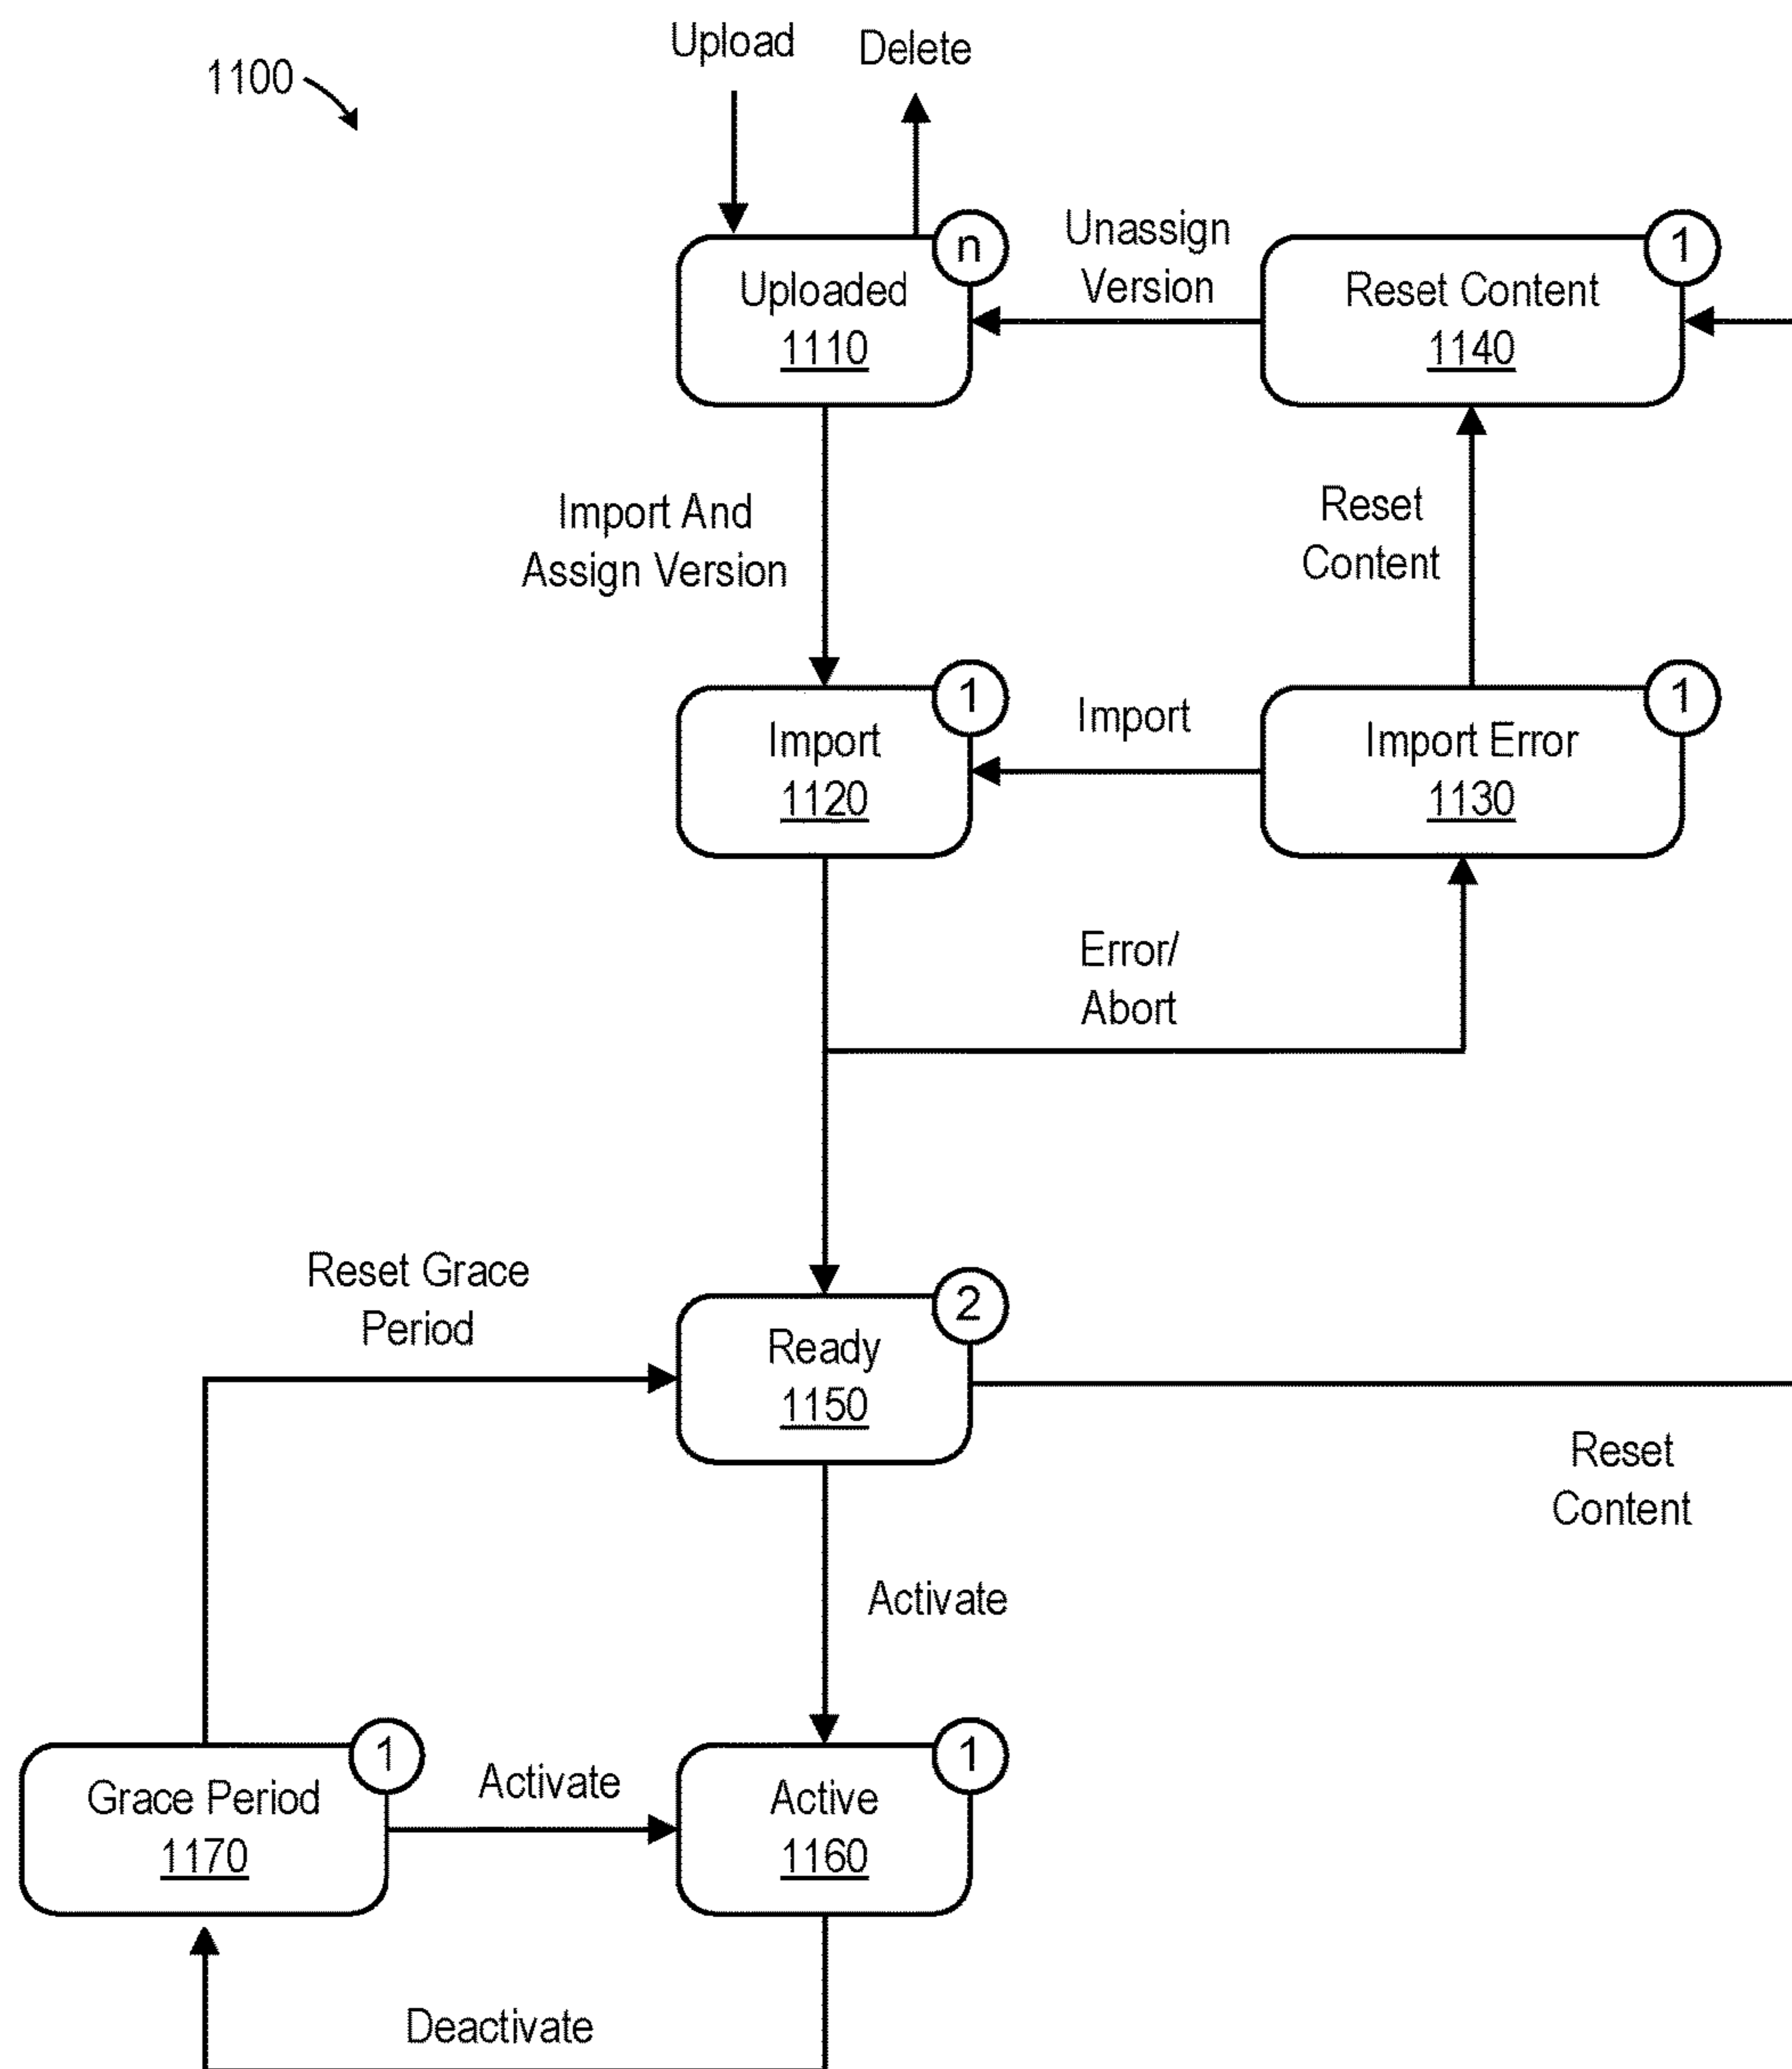 1100
Upload
Delete
n
Uploaded
1110
Unassign
Version
1
Reset Content
1140
Import And
Assign Version
Reset
Content
1
Import
1120
Import
1
Import Error
1130
Error/
Abort
Reset Grace
Period
2
Ready
1150
Reset
Content
Activate
1
Grace Period
1170
Activate
1
Active
1160
Deactivate